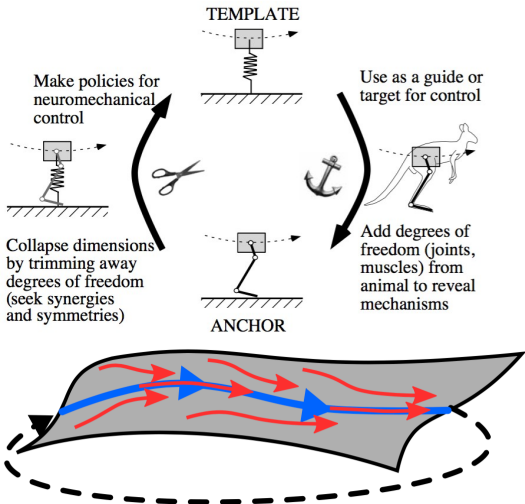 TEMPLATE
Make policies for
neuromechanical
control
Use as a guide or
target for control
Collapse dimensions
by trimming away
degrees of freedom
(seek synergies
and symmetries)
Add degrees of
freedom (joints,
muscles) from
animal to reveal
mechanisms
ANCHOR